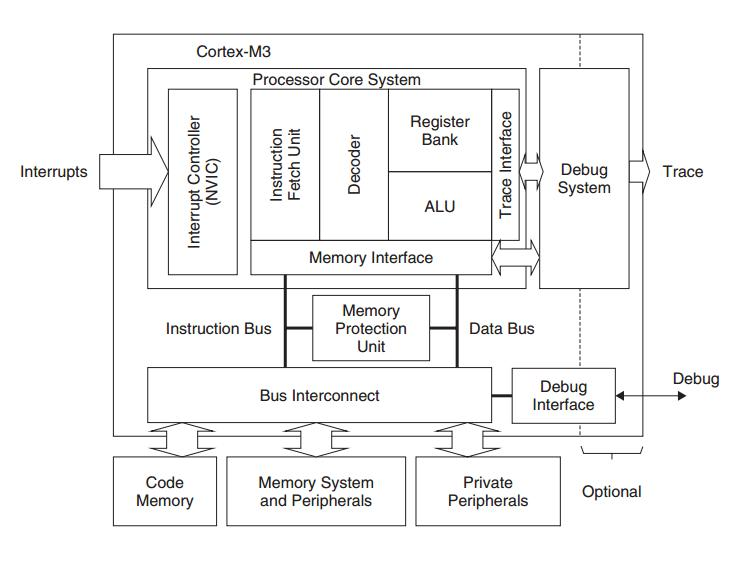 Cortex-M3
Processor Core System
Interrupts
Interrupt Controller
(NVIC)
Instruction
Fetch Unit
Decoder
Register
Bank
ALU
Trace Interface
Debug
System
Trace
Memory Interface
Instruction Bus
Memory
Protection
Unit
Data Bus
Bus Interconnect
Debug
Interface
Debug
Code
Memory
Memory System
and Peripherals
Private
Peripherals
Optional